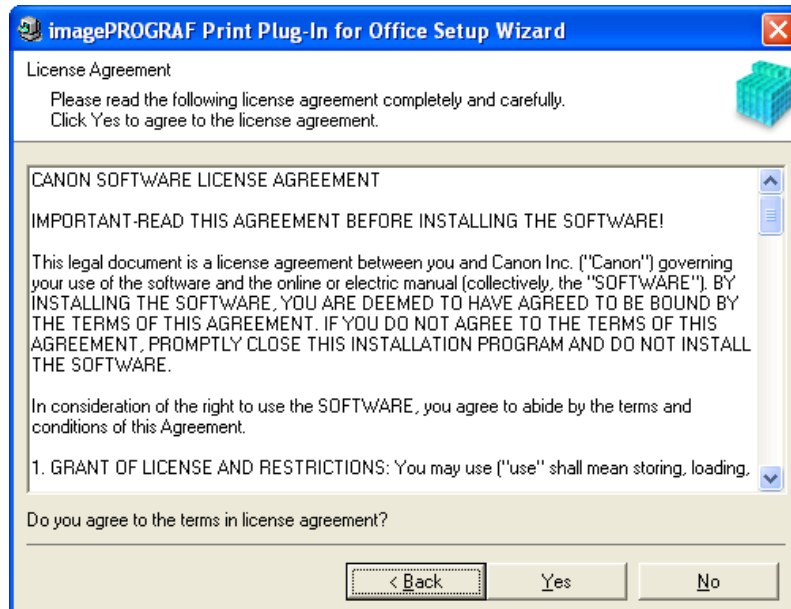 imagePROGRAF Print Plug-In for Office Setup Wizard
License Agreement
Please read the following license agreement completely and carefully.
Click Yes to agree to the license agreement.
CANON SOFTWARE LICENSE AGREEMENT
IMPORTANT-READ THIS AGREEMENT BEFORE INSTALLING THE SOFTWARE!
This legal document is a license agreement between you and Canon Inc. ("Canon") governing
your use of the software and the online or electric manual (collectively, the "SOFTWARE"). BY
INSTALLING THE SOFTWARE, YOU ARE DEEMED TO HAVE AGREED TO BE BOUND BY
THE TERMS OF THIS AGREEMENT. IF YOU DO NOT AGREE TO THE TERMS OF THIS
AGREEMENT, PROMPTLY CLOSE THIS INSTALLATION PROGRAM AND DO NOT INSTALL
THE SOFTWARE.
In consideration of the right to use the SOFTWARE, you agree to abide by the terms and
conditions of this Agreement.
1. GRANT OF LICENSE AND RESTRICTIONS: You may use ("use" shall mean storing, loading,
Do you agree to the terms in license agreement?
< Back Yes No